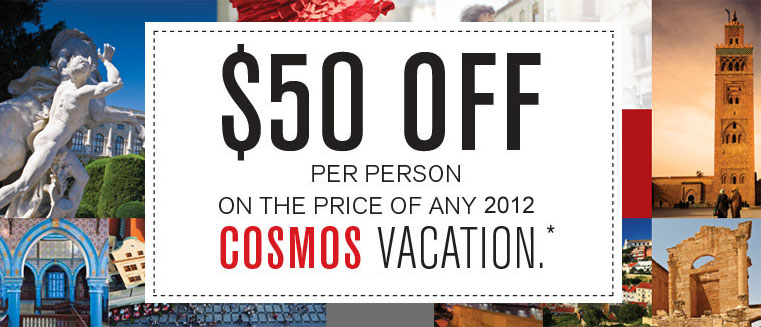 $50 OFF
PER PERSON
ON THE PRICE OF ANY 2012
COSMOS VACATION.*